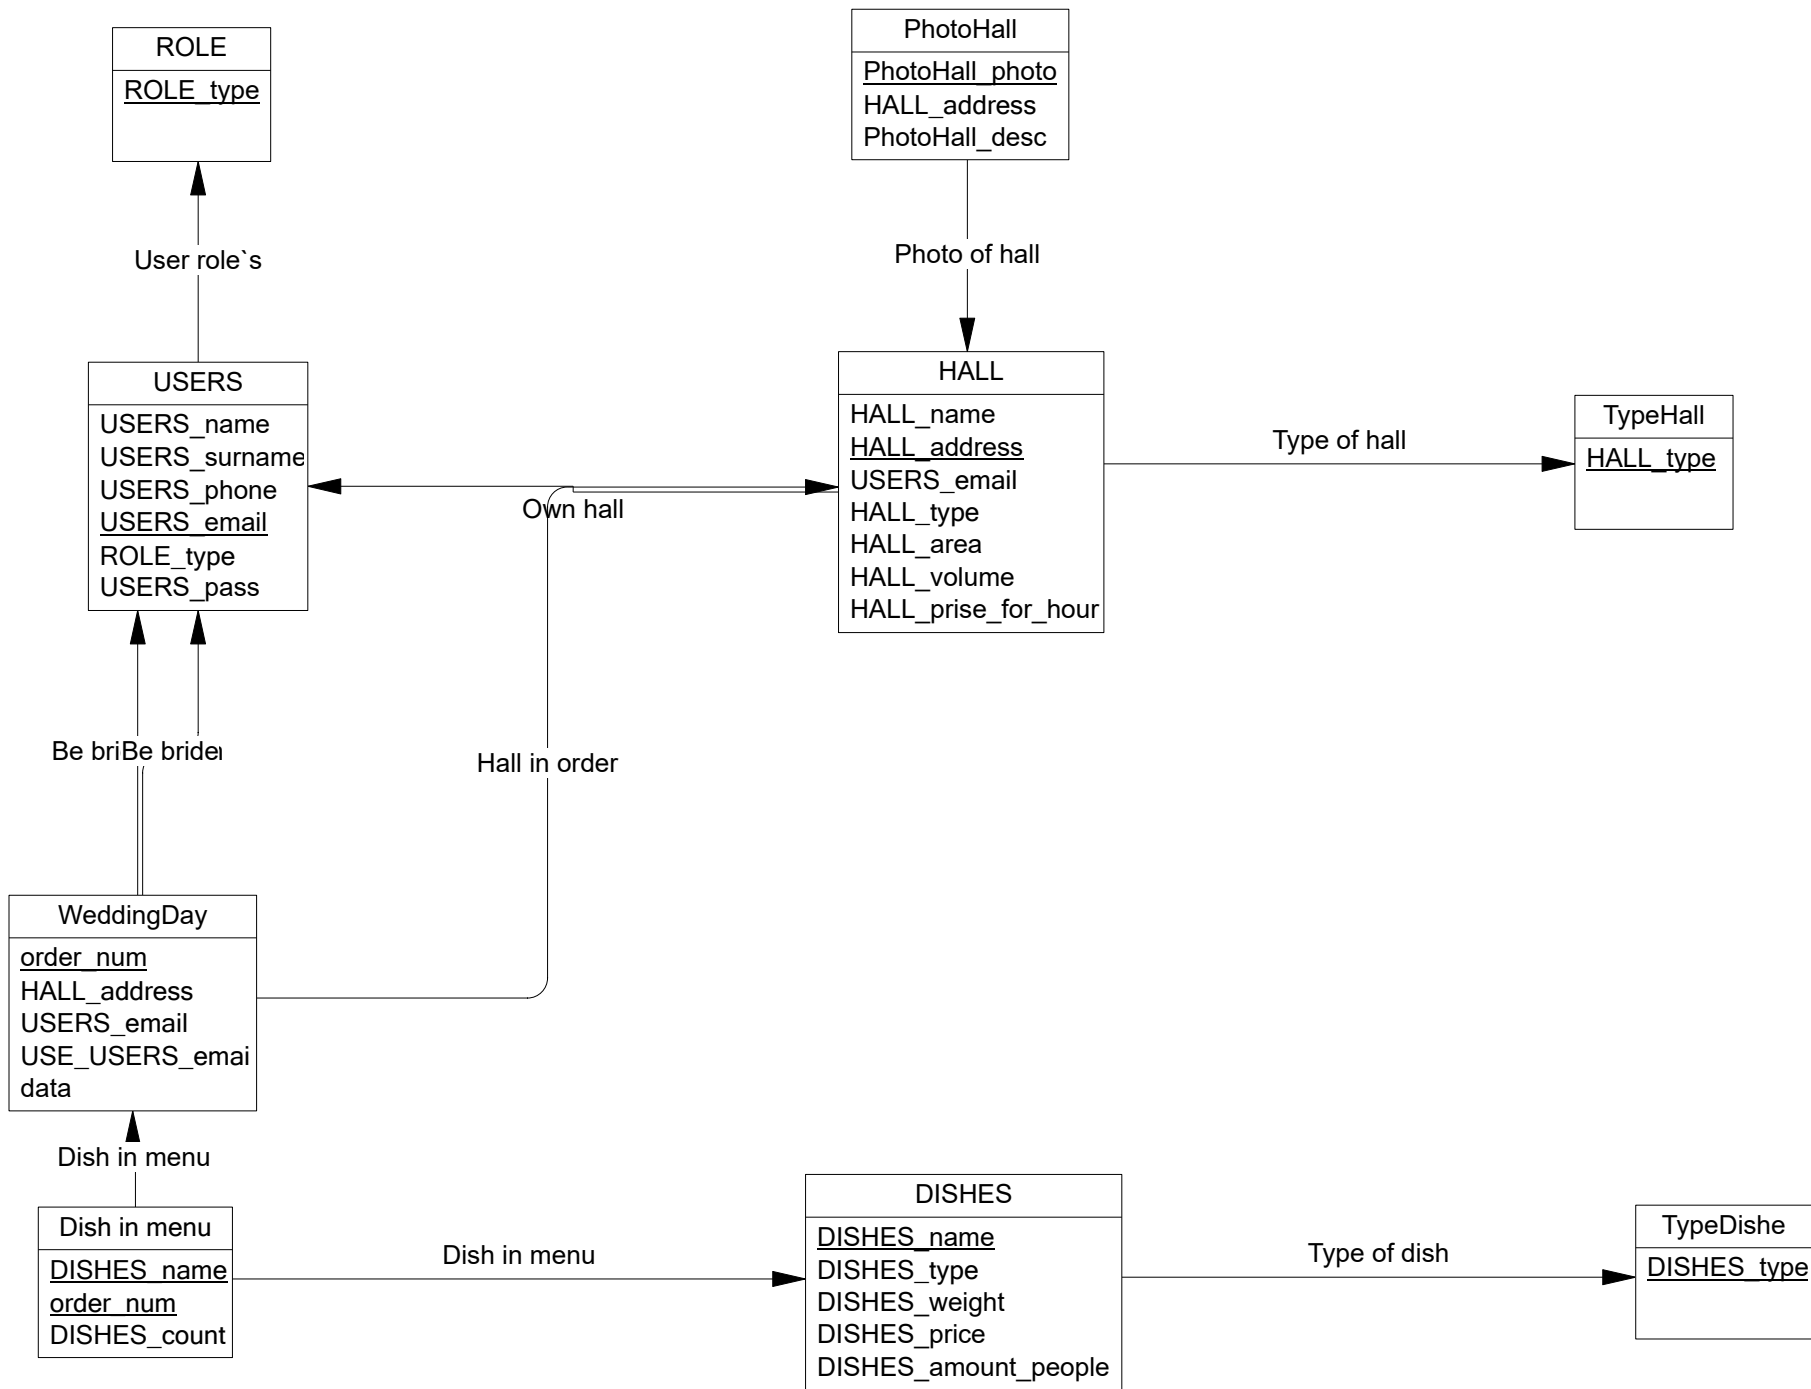 ROLE
ROLE_type
PhotoHall
PhotoHall_photo
HALL_address
PhotoHall_desc
User role`s
Photo of hall
USERS
USERS_name
USERS_surname
USERS_phone
USERS_email
ROLE_type
USERS_pass
HALL
HALL_name
HALL_address
USERS_email
HALL_type
HALL_area
HALL_volume
HALL_prise_for_hour
Type of hall
TypeHall
HALL_type
Own hall
Be bri
Be brider
Hall in order
WeddingDay
order_num
HALL_address
USERS_email
USE_USERS_emai
data
Dish in menu
Dish in menu
DISHES_name
order_num
DISHES_count
Dish in menu
DISHES
DISHES_name
DISHES_type
DISHES_weight
DISHES_price
DISHES_amount_people
Type of dish
TypeDishe
DISHES_type